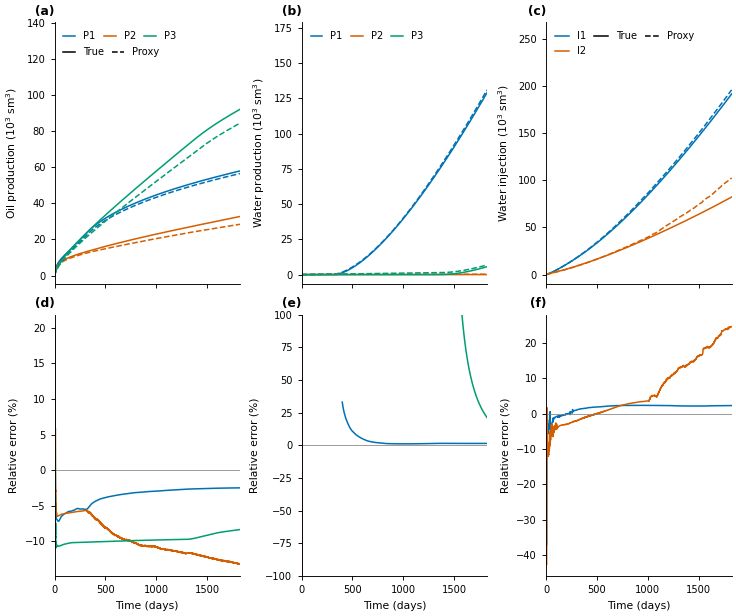 (a)
140
120
100
80
60
40
20
0
Oil production (10³ sm³)
P1 P2 P3
True Proxy
(b)
175
150
125
100
75
50
25
0
Water production (10³ sm³)
P1 P2 P3
(c)
250
200
150
100
50
0
Water injection (10³ sm³)
I1 True Proxy
I2
(d)
20
15
10
5
0
−5
−10
Relative error (%)
0 500 1000 1500
Time (days)
(e)
100
75
50
25
0
−25
−50
−75
−100
Relative error (%)
0 500 1000 1500
Time (days)
(f)
20
10
0
−10
−20
−30
−40
Relative error (%)
0 500 1000 1500
Time (days)